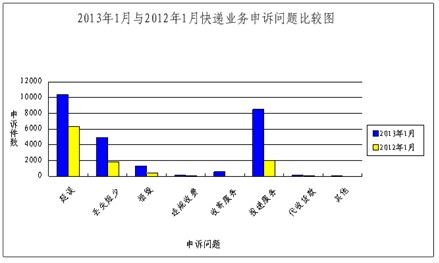 2013年1月与2012年1月快递业务申诉问题比较图
申诉件数
12000
10000
8000
6000
4000
2000
0
延误
丢失短少
损毁
违规收费
收寄服务
投递服务
代收货款
其他
2013年1月
2012年1月
申诉问题